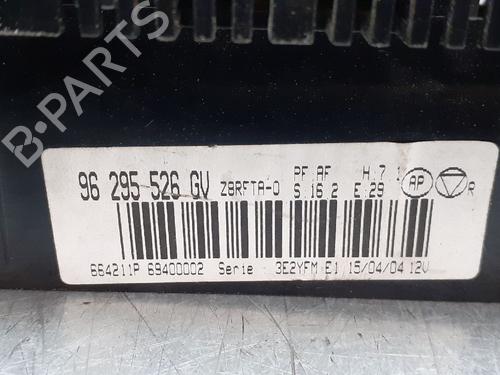 96 295 526 GV Z8RFTA-0 PF.AF H:7 1
S.16.2 E:29 AP R
664211P 69400002 Serie 3E2YFM E1 15/04/04 12V
B-PARTS